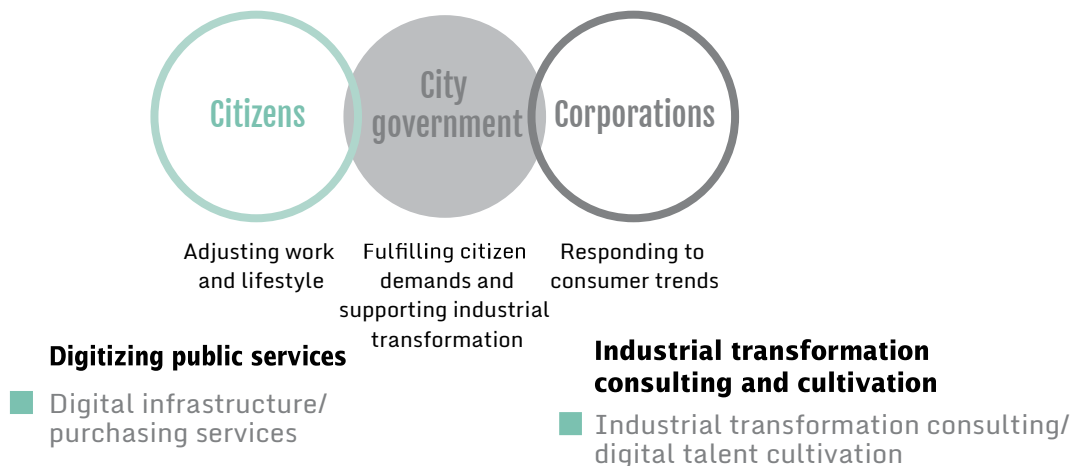 Citizens
City
government
Corporations
Adjusting work
and lifestyle
Fulfilling citizen
demands and
supporting industrial
transformation
Responding to
consumer trends
Digitizing public services
Digital infrastructure/
purchasing services
Industrial transformation
consulting and cultivation
Industrial transformation consulting/
digital talent cultivation